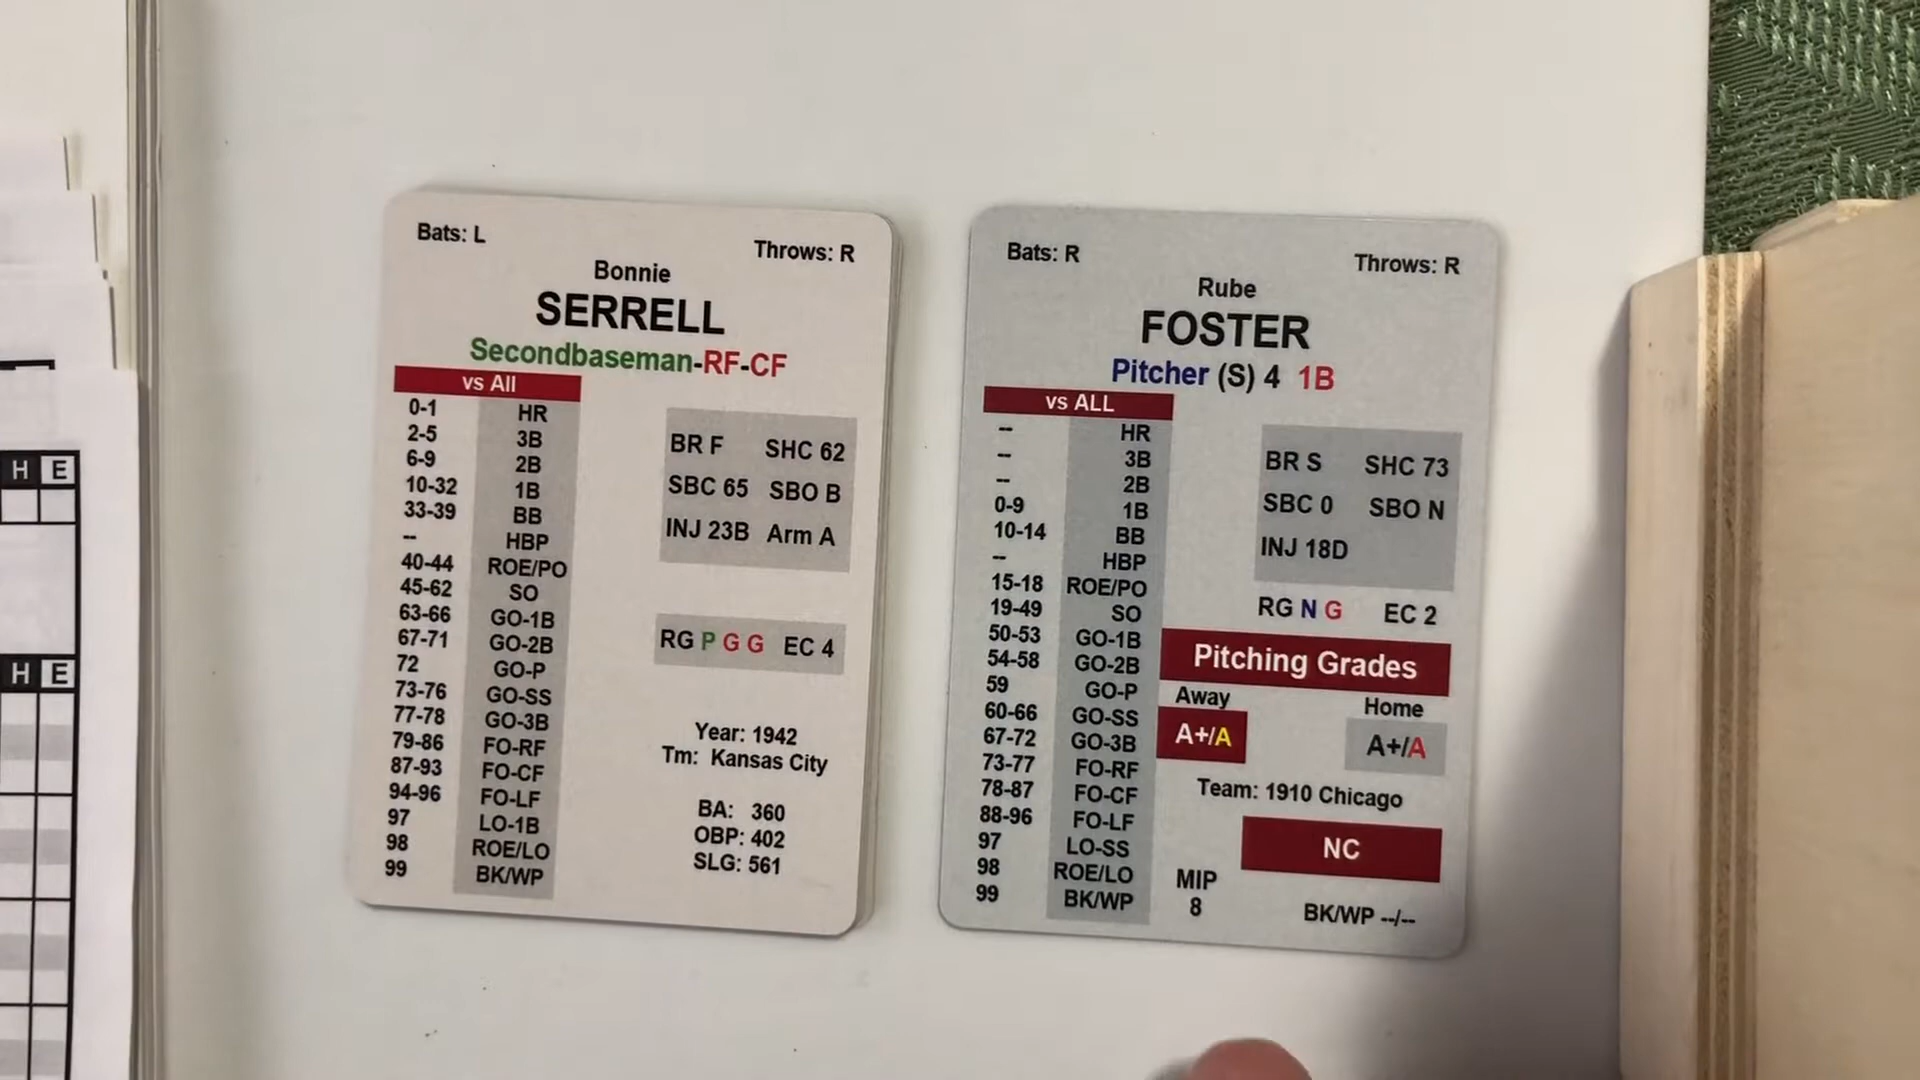 H E
H E
Bats: L
Throws: R
Bonnie
SERRELL
Secondbaseman-RF-CF
vs All
0-1 HR
2-5 3B
6-9 2B
10-32 1B
33-39 BB
-- HBP
40-44 ROE/PO
45-62 SO
63-66 GO-1B
67-71 GO-2B
72 GO-P
73-76 GO-SS
77-78 GO-3B
79-86 FO-RF
87-93 FO-CF
94-96 FO-LF
97 LO-1B
98 ROE/LO
99 BK/WP
BR F SHC 62
SBC 65 SBO B
INJ 23B Arm A
RG P G G EC 4
Year: 1942
Tm: Kansas City
BA: 360
OBP: 402
SLG: 561
Bats: R
Throws: R
Rube
FOSTER
Pitcher (S) 4 1B
vs ALL
-- HR
-- 3B
-- 2B
0-9 1B
10-14 BB
-- HBP
15-18 ROE/PO
19-49 SO
50-53 GO-1B
54-58 GO-2B
59 GO-P
60-66 GO-SS
67-72 GO-3B
73-77 FO-RF
78-87 FO-CF
88-96 FO-LF
97 LO-SS
98 ROE/LO
99 BK/WP
BR S SHC 73
SBC 0 SBO N
INJ 18D
RG N G EC 2
Pitching Grades
Away Home
A+/A A+/A
Team: 1910 Chicago
NC
MIP
8
BK/WP --/--